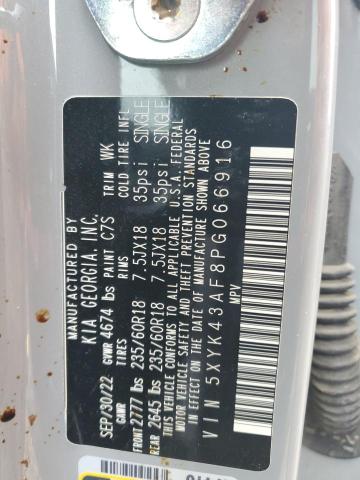 MANUFACTURED BY
KIA GEORGIA, INC.
SEP/30/22 GVWR 4674 lbs PAINT C7S TRIM WK
GAWR TIRES RIMS COLD TIRE INFL
FRONT 2777 lbs 235/60R18 7.5JX18 35psi SINGLE
REAR 2645 lbs 235/60R18 7.5JX18 35psi SINGLE
THIS VEHICLE CONFORMS TO ALL APPLICABLE U.S.A. FEDERAL
MOTOR VEHICLE SAFETY AND THEFT PREVENTION STANDARDS
IN EFFECT ON THE DATE OF MANUFACTURE SHOWN ABOVE
VIN 5XYK43AF8PG066916
MPV